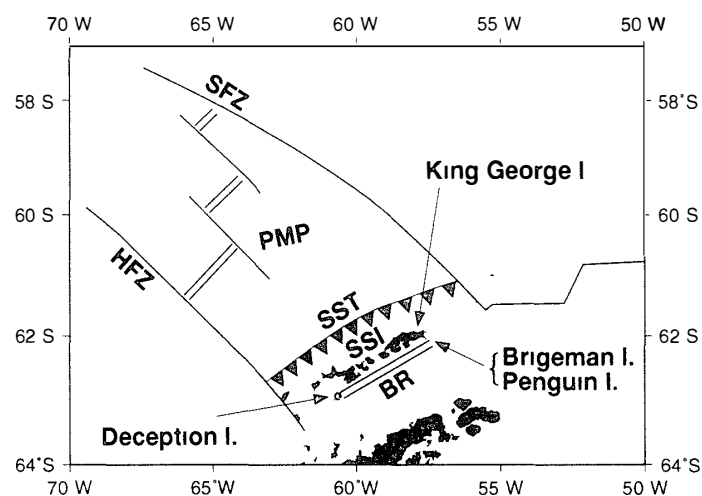 70 W 65 W 60 W 55 W 50 W
58 S
58°S
SFZ
King George I
60 S
60 S
PMP
HFZ
SST
62 S
62 S
SSI
Brigeman I.
Penguin I.
BR
Deception I.
64°S
64 S
70 W 65°W 60 W 55 W 50 W